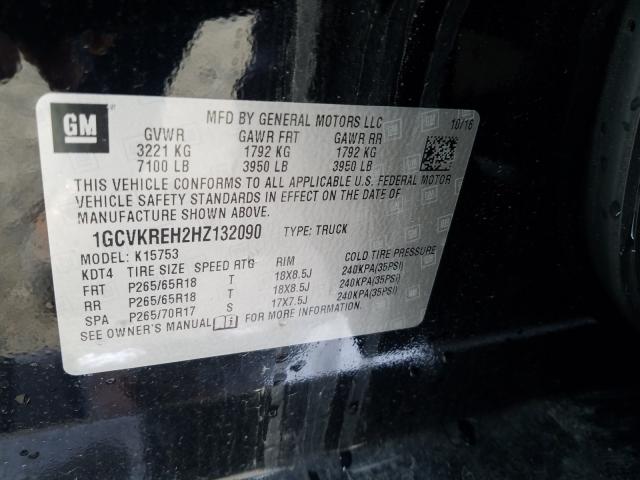 GM
MFD BY GENERAL MOTORS LLC
10/16
GVWR GAWR FRT GAWR RR
3221 KG 1792 KG 1792 KG
7100 LB 3950 LB 3950 LB
THIS VEHICLE CONFORMS TO ALL APPLICABLE U.S. FEDERAL MOTOR
VEHICLE SAFETY STANDARDS IN EFFECT ON THE DATE OF
MANUFACTURE SHOWN ABOVE.
1GCVKREH2HZ132090 TYPE: TRUCK
MODEL: K15753
KDT4 TIRE SIZE SPEED RTG RIM COLD TIRE PRESSURE
FRT P265/65R18 T 18X8.5J 240KPA(35PSI)
RR P265/65R18 T 18X8.5J 240KPA(35PSI)
SPA P265/70R17 S 17X7.5J 240KPA(35PSI)
SEE OWNER'S MANUAL FOR MORE INFORMATION.